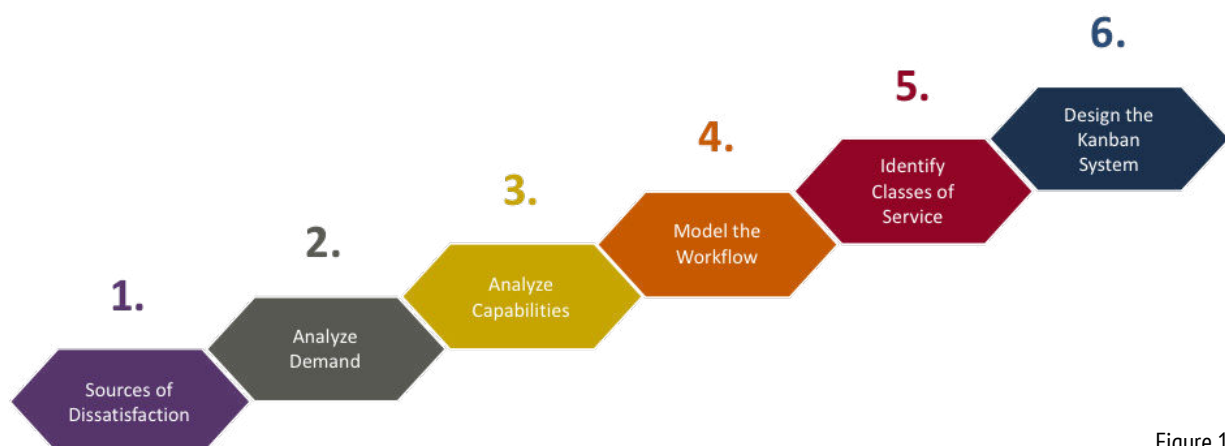 1.
Sources of
Dissatisfaction
2.
Analyze
Demand
3.
Analyze
Capabilities
4.
Model the
Workflow
5.
Identify
Classes of
Service
6.
Design the
Kanban
System
Figure 1